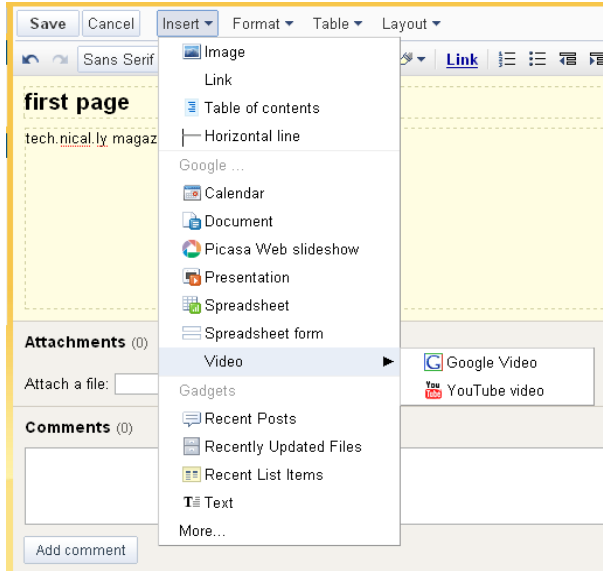 Save Cancel Insert Format Table Layout
Sans Serif Link
first page
tech.nical.ly magaz
Image
Link
Table of contents
Horizontal line
Google ...
Calendar
Document
Picasa Web slideshow
Presentation
Spreadsheet
Spreadsheet form
Video
Google Video
YouTube video
Gadgets
Recent Posts
Recently Updated Files
Recent List Items
Text
More...
Attachments (0)
Attach a file:
Comments (0)
Add comment